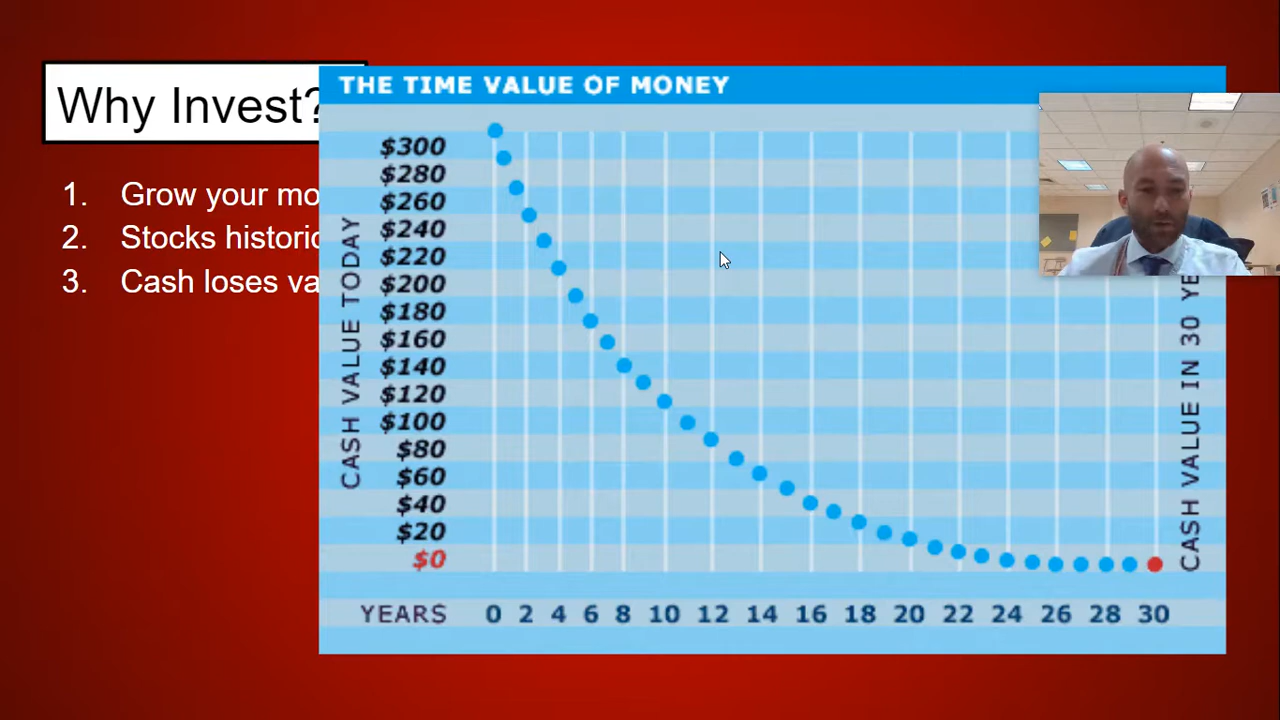 Why Invest?
1. Grow your mo
2. Stocks historic
3. Cash loses va
THE TIME VALUE OF MONEY
CASH VALUE TODAY
$300
$280
$260
$240
$220
$200
$180
$160
$140
$120
$100
$80
$60
$40
$20
$0
YEARS 0 2 4 6 8 10 12 14 16 18 20 22 24 26 28 30
CASH VALUE IN 30 YE